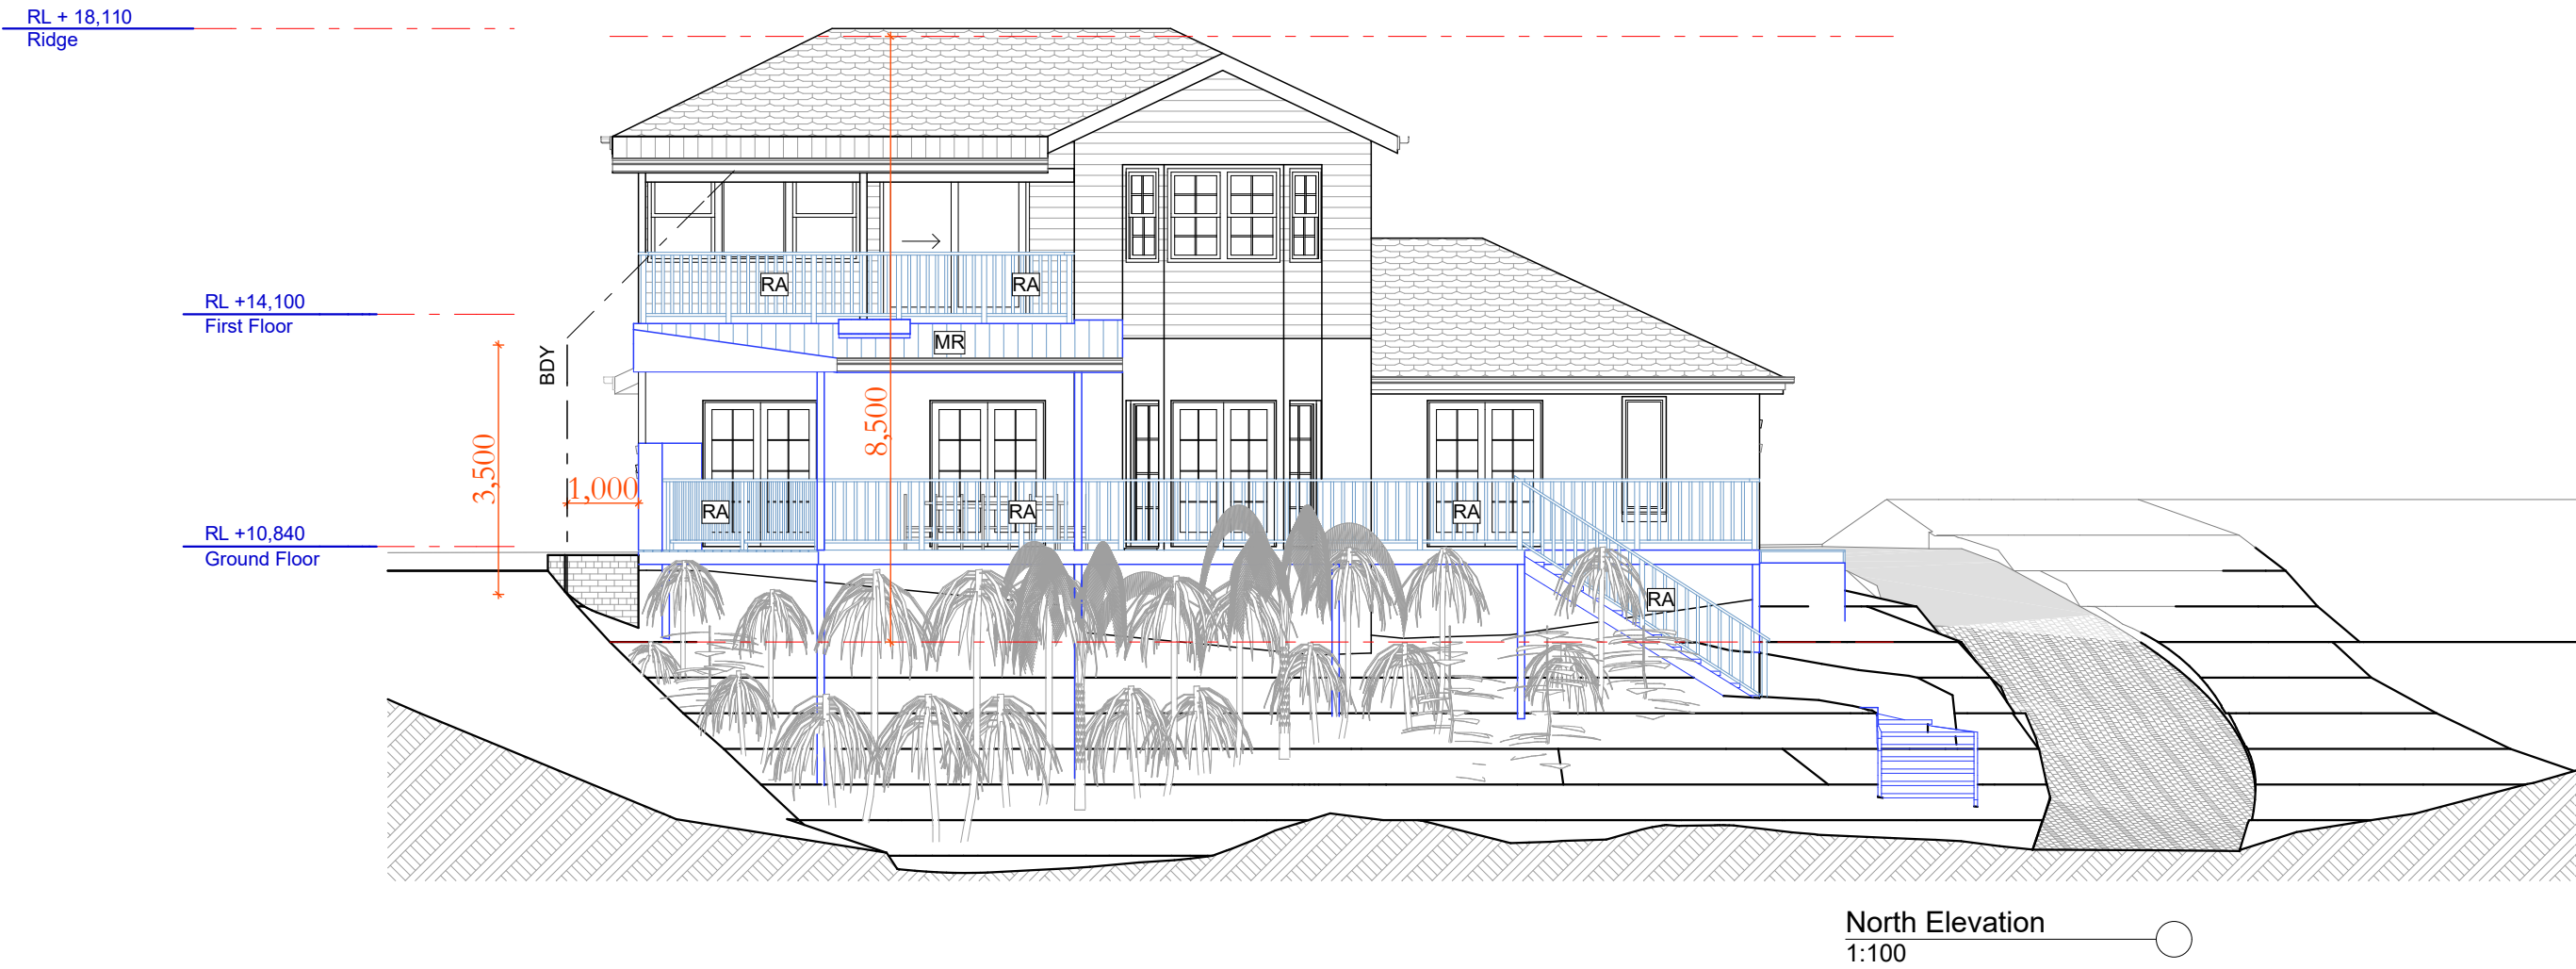 RL + 18,110
Ridge
RL +14,100
First Floor
RA
RA
MR
BDY
8,500
3,500
1,000
RA
RA
RA
RL +10,840
Ground Floor
RA
North Elevation
1:100